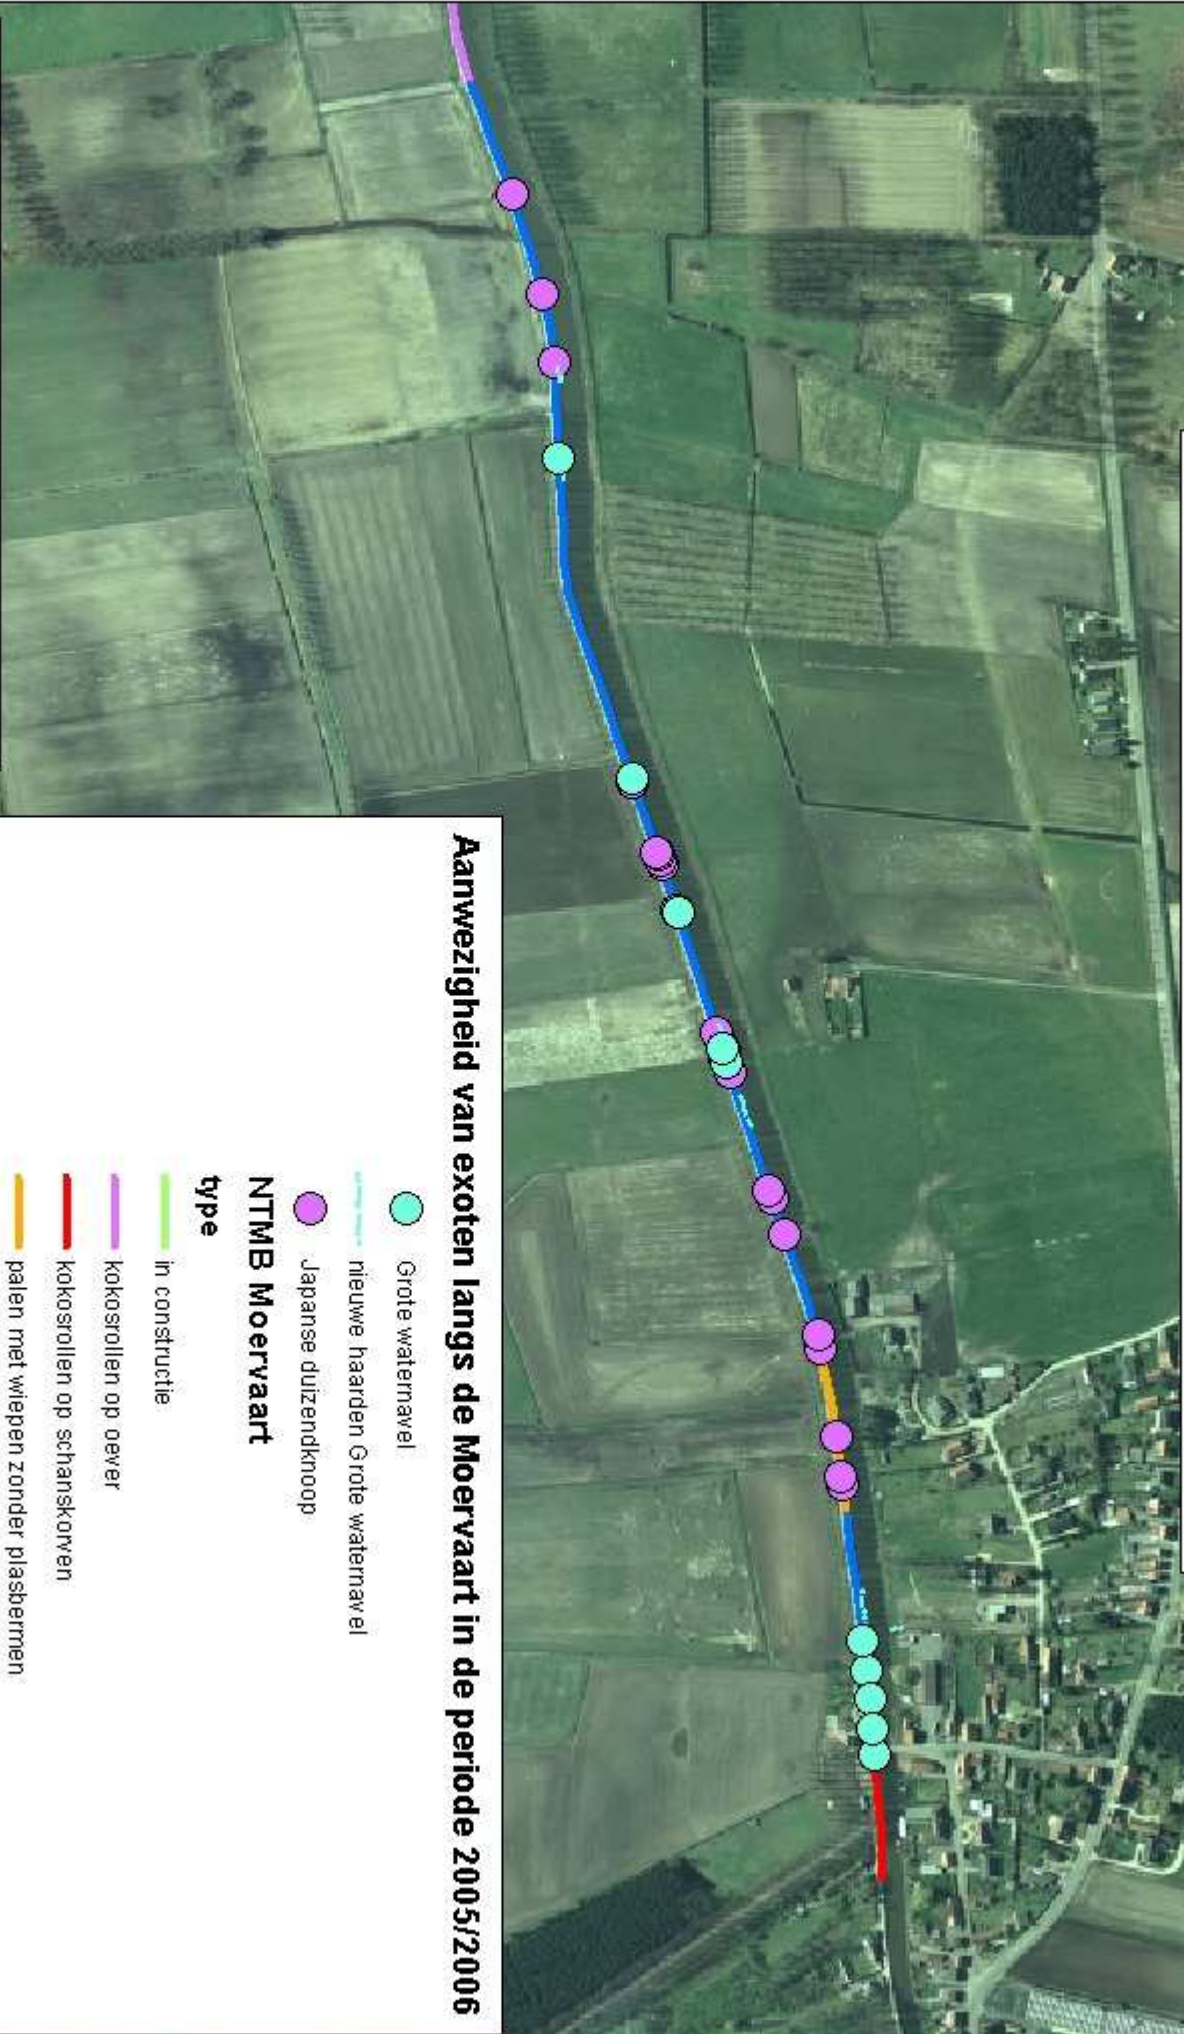 Aanwezigheid van exoten langs de Moervaart in de periode 2005/2006
Grote waternavel
nieuwe haarden Grote waternavel
Japanse duizendknoop
NTMB Moervaart
type
in constructie
kokosrollen op oever
kokosrollen op schanskorven
palen met wiepen zonder plasbermen